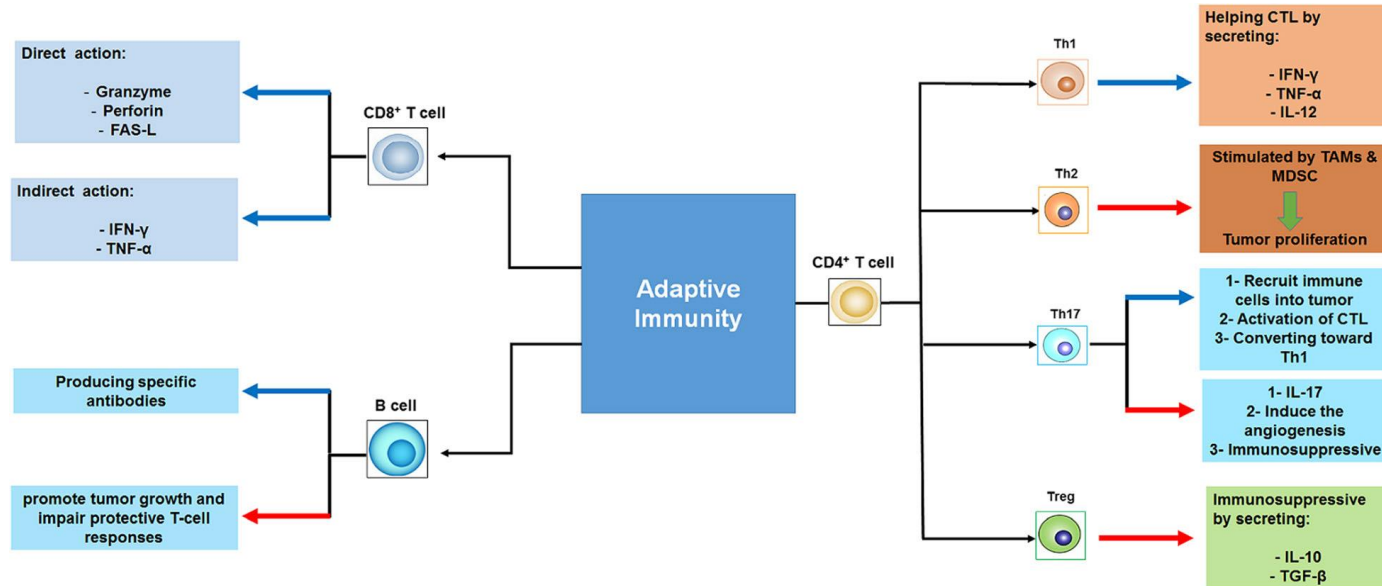 Direct action:
- Granzyme
- Perforin
- FAS-L
Indirect action:
- IFN-γ
- TNF-α
CD8⁺ T cell
Producing specific
antibodies
promote tumor growth and
impair protective T-cell
responses
B cell
Adaptive
Immunity
CD4⁺ T cell
Th1
Helping CTL by
secreting:
- IFN-γ
- TNF-α
- IL-12
Th2
Stimulated by TAMs &
MDSC
Tumor proliferation
Th17
1- Recruit immune
cells into tumor
2- Activation of CTL
3- Converting toward
Th1
1- IL-17
2- Induce the
angiogenesis
3- Immunosuppressive
Treg
Immunosuppressive
by secreting:
- IL-10
- TGF-β